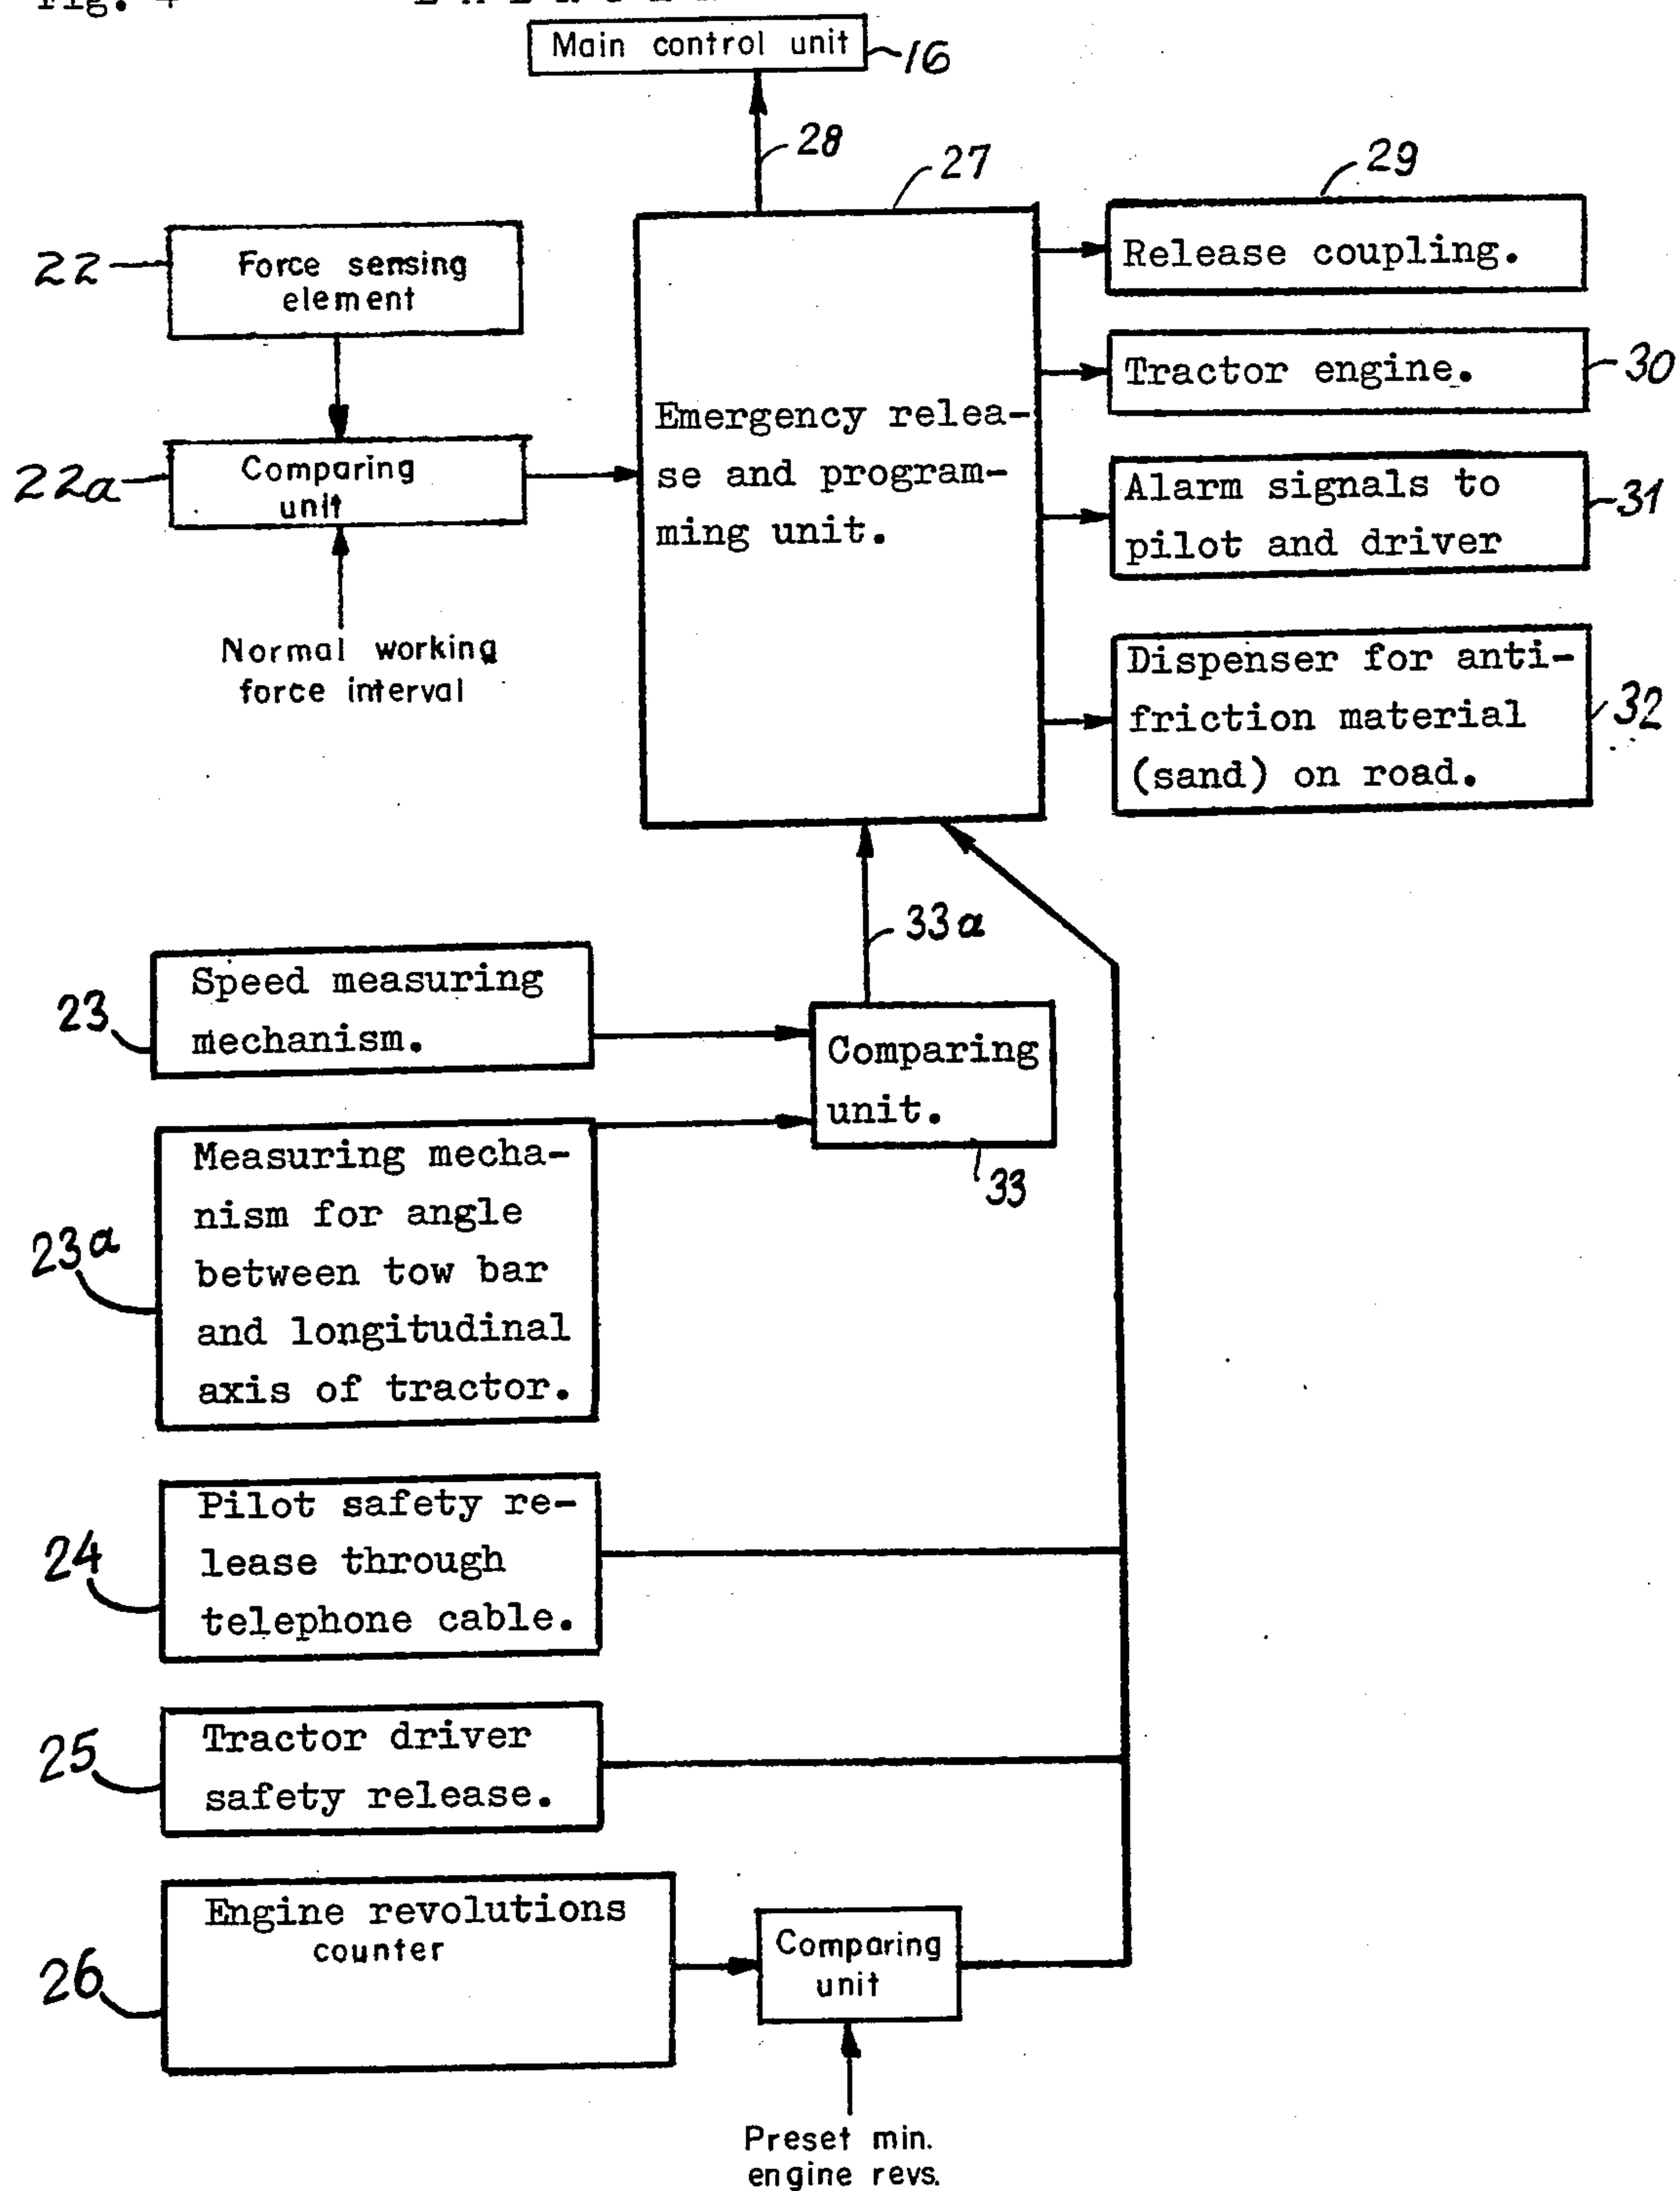 Fig. 4
Main control unit
16
28
27
29
22
Force sensing
element
Release coupling.
Tractor engine.
30
22a
Comparing
unit
Emergency relea-
se and program-
ming unit.
Alarm signals to
pilot and driver
31
Normal working
force interval
Dispenser for anti-
friction material
(sand) on road.
32
33a
23
Speed measuring
mechanism.
Comparing
unit.
33
23a
Measuring mecha-
nism for angle
between tow bar
and longitudinal
axis of tractor.
24
Pilot safety re-
lease through
telephone cable.
25
Tractor driver
safety release.
26
Engine revolutions
counter
Comparing
unit
Preset min.
engine revs.